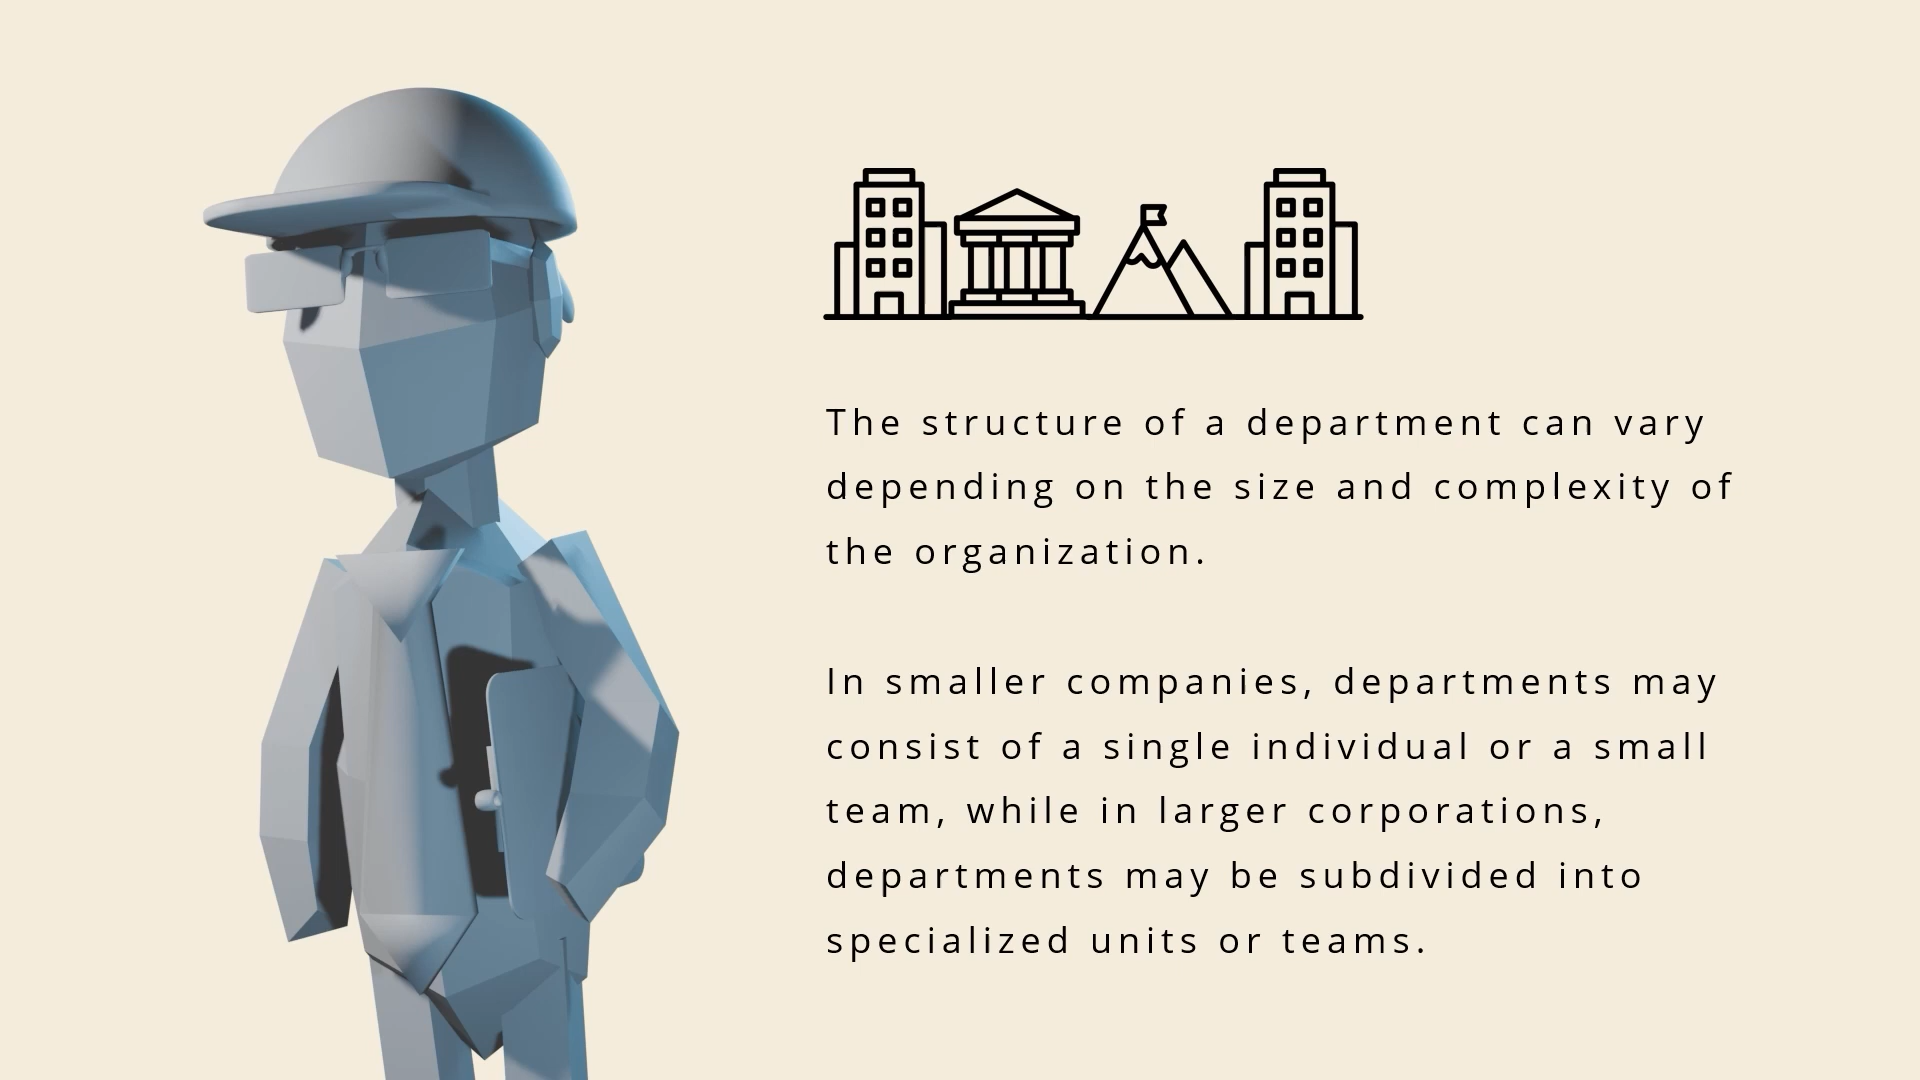 The structure of a department can vary
depending on the size and complexity of
the organization.
In smaller companies, departments may
consist of a single individual or a small
team, while in larger corporations,
departments may be subdivided into
specialized units or teams.